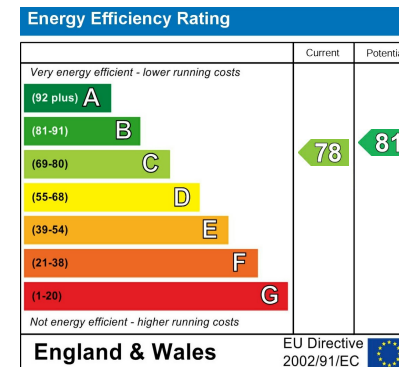 Energy Efficiency Rating
Current Potentia
Very energy efficient - lower running costs
(92 plus) A
(81-91) B
(69-80) C
(55-68) D
(39-54) E
(21-38) F
(1-20) G
78
81
Not energy efficient - higher running costs
England & Wales
EU Directive
2002/91/EC